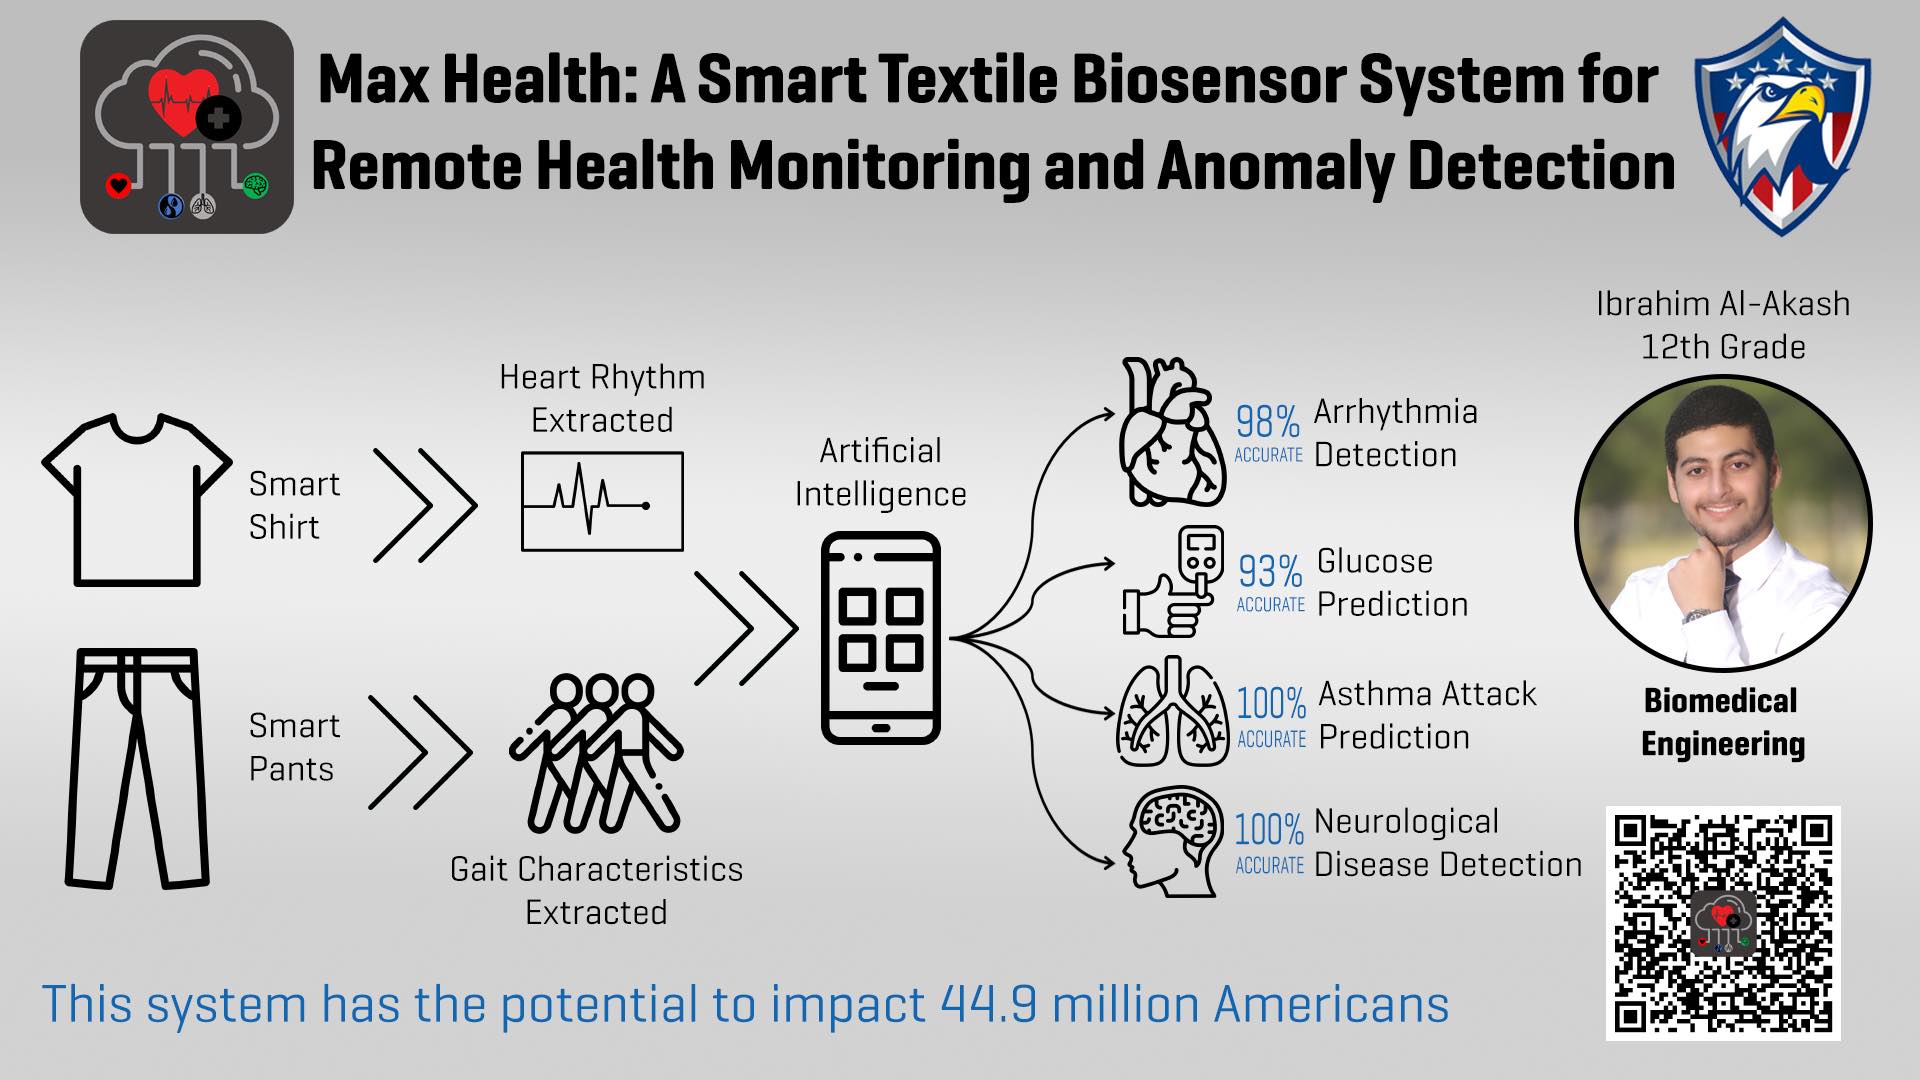 Max Health: A Smart Textile Biosensor System for
Remote Health Monitoring and Anomaly Detection
Ibrahim Al-Akash
12th Grade
Biomedical
Engineering
Smart
Shirt
Heart Rhythm
Extracted
Smart
Pants
Gait Characteristics
Extracted
Artificial
Intelligence
98%
ACCURATE
Arrhythmia
Detection
93%
ACCURATE
Glucose
Prediction
100%
ACCURATE
Asthma Attack
Prediction
100%
ACCURATE
Neurological
Disease Detection
This system has the potential to impact 44.9 million Americans